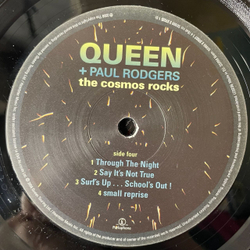 QUEEN
+ PAUL RODGERS
the cosmos rocks
side four
1 Through The Night
2 Say It's Not True
3 Surf's Up . . . School's Out !
4 small reprise
Parlophone